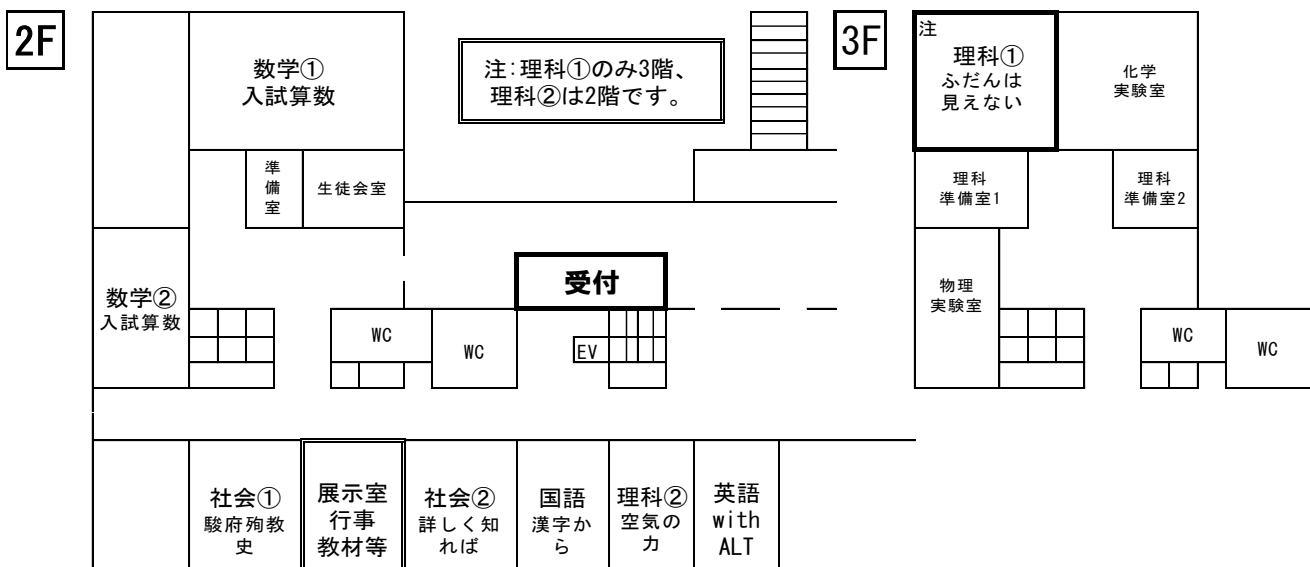 2F
数学①
入試算数
注:理科①のみ3階、
理科②は2階です。
準
備
室
生徒会室
受付
数学②
入試算数
WC
WC
EV
社会①
駿府殉教
史
展示室
行事
教材等
社会②
詳しく知
れば
国語
漢字か
ら
理科②
空気の
力
英語
with
ALT
3F
注
理科①
ふだんは
見えない
化学
実験室
理科
準備室1
理科
準備室2
物理
実験室
WC
WC